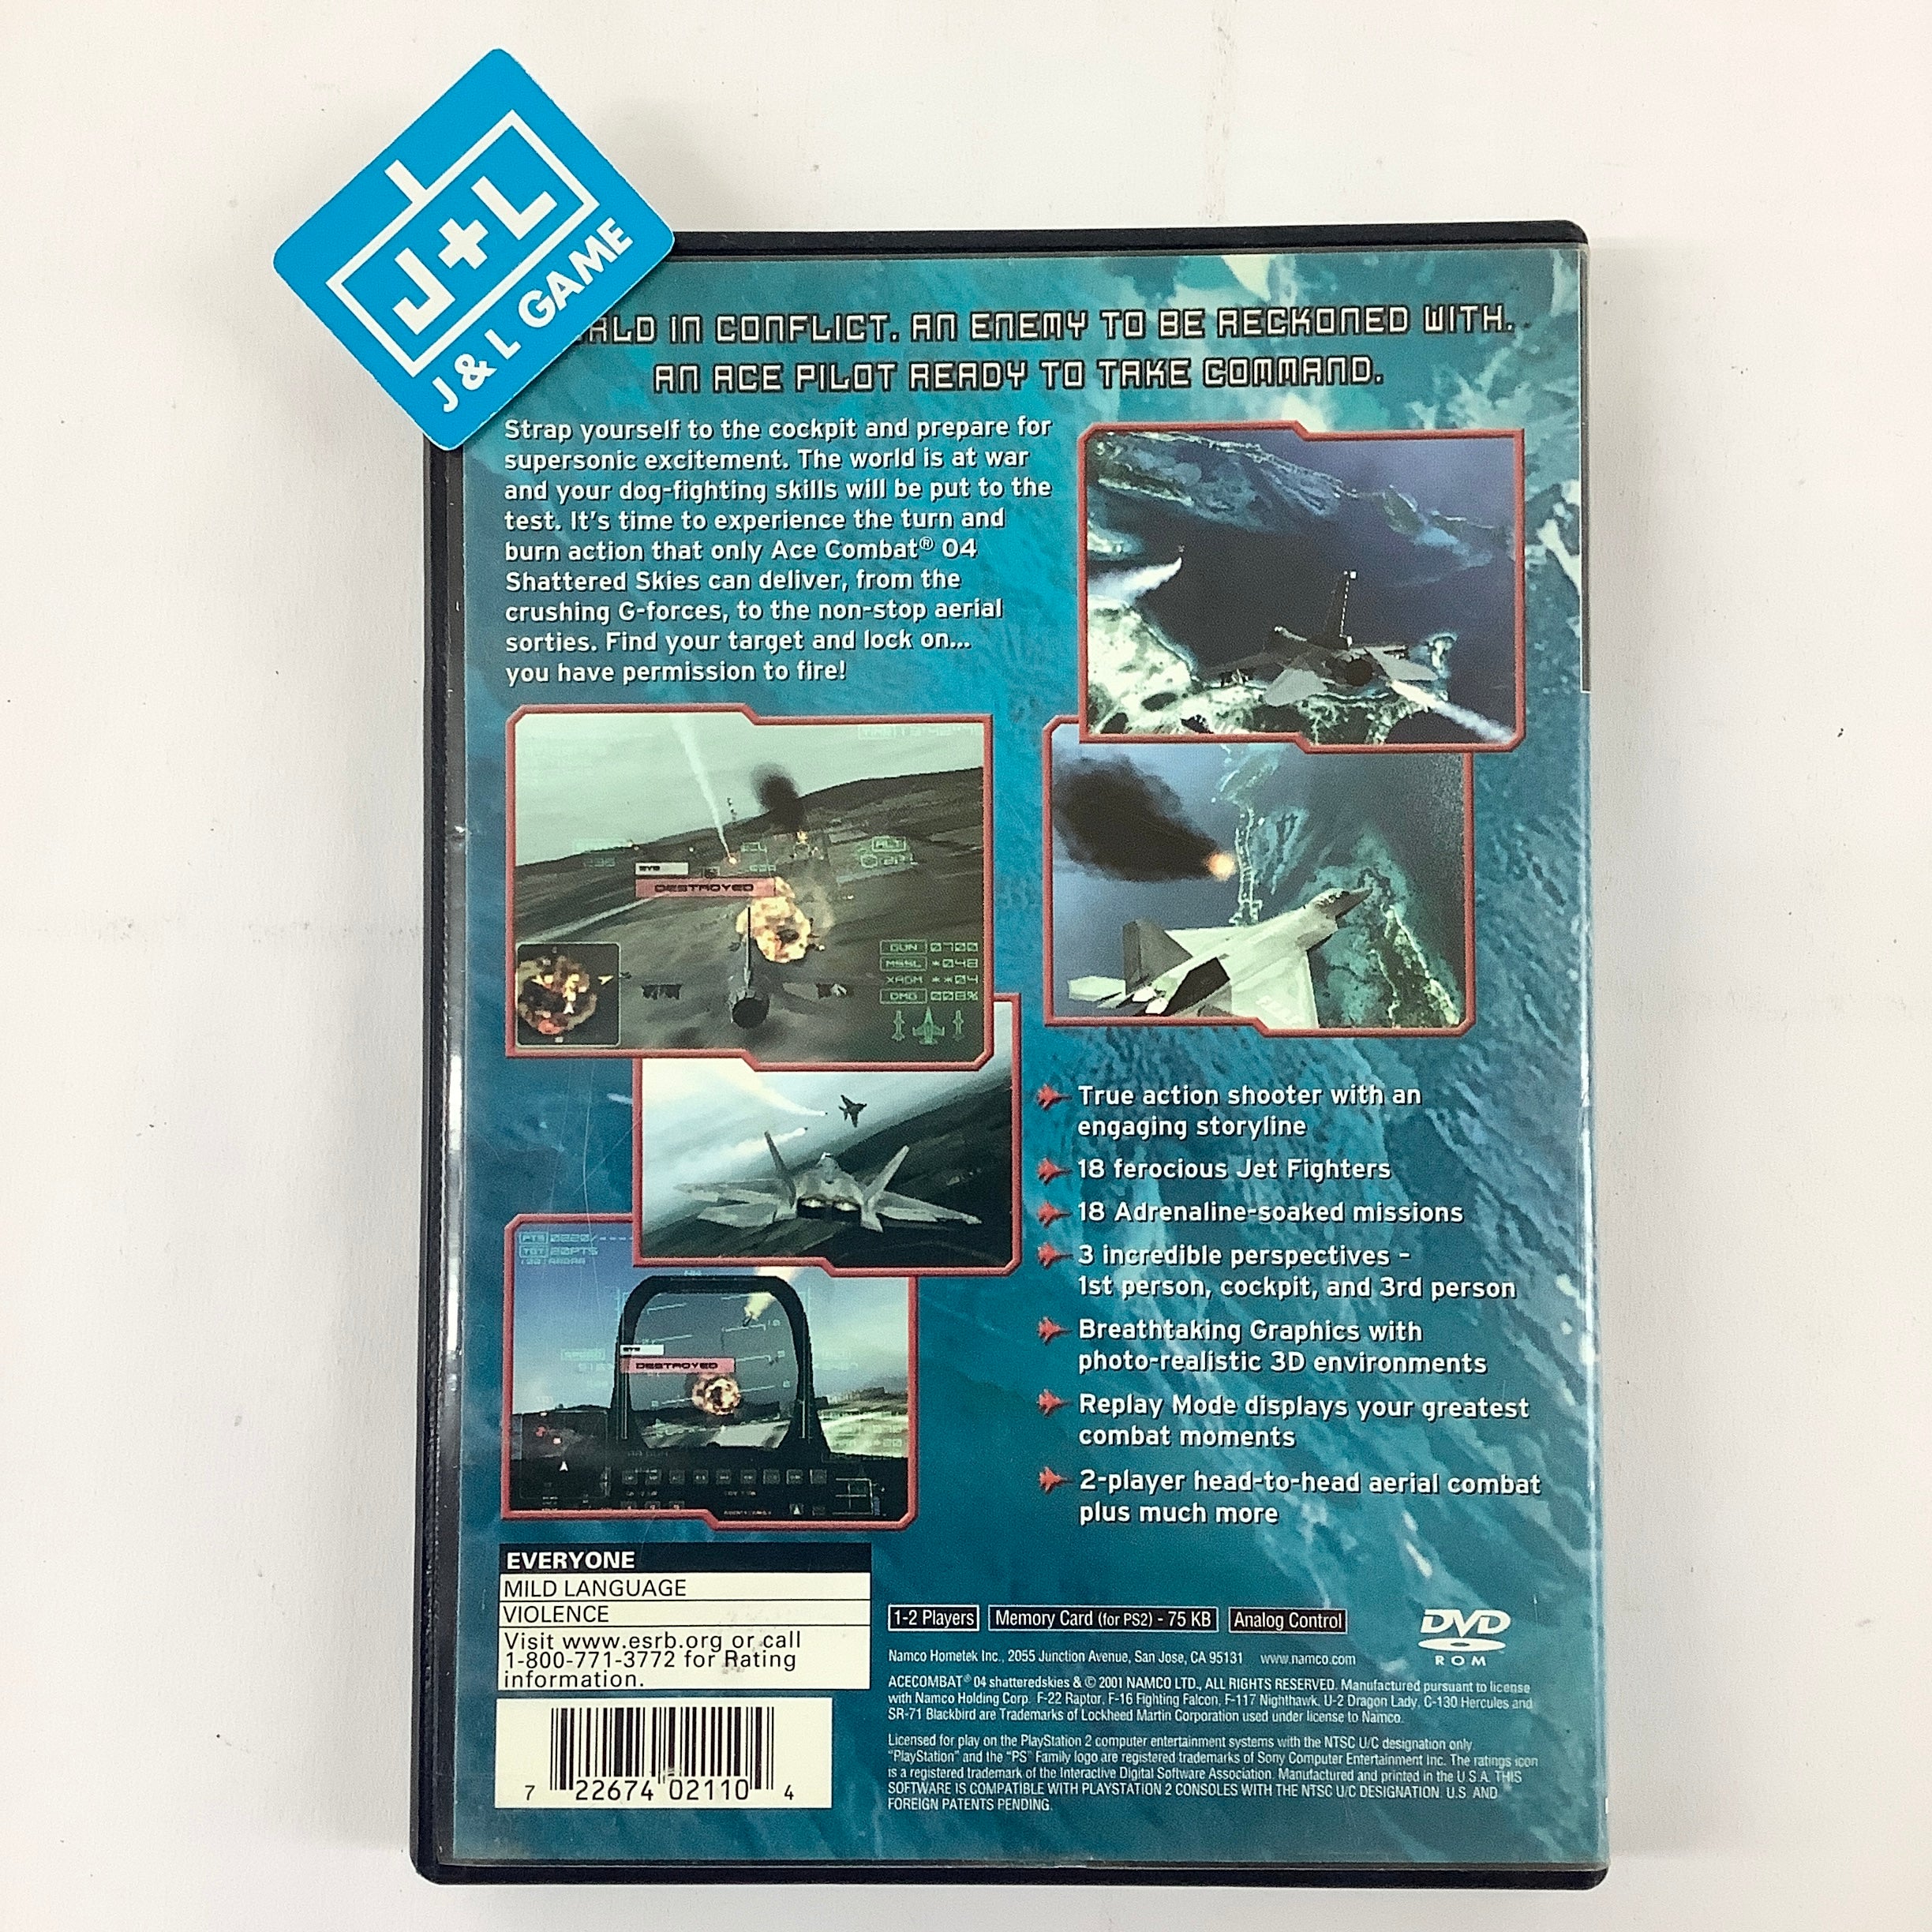 J+L
J & L GAME
RLD IN CONFLICT. AN ENEMY TO BE RECKONED WITH.
AN ACE PILOT READY TO TAKE COMMAND.
Strap yourself to the cockpit and prepare for
supersonic excitement. The world is at war
and your dog-fighting skills will be put to the
test. It's time to experience the turn and
burn action that only Ace Combat® 04
Shattered Skies can deliver, from the
crushing G-forces, to the non-stop aerial
sorties. Find your target and lock on...
you have permission to fire!
DESTROYED
GUN 0700
MSSL *048
XAGM **04
DMG 008%
PTS 0220/----
TGT 20PTS
DESTROYED
True action shooter with an
engaging storyline
18 ferocious Jet Fighters
18 Adrenaline-soaked missions
3 incredible perspectives -
1st person, cockpit, and 3rd person
Breathtaking Graphics with
photo-realistic 3D environments
Replay Mode displays your greatest
combat moments
2-player head-to-head aerial combat
plus much more
EVERYONE
MILD LANGUAGE
VIOLENCE
Visit www.esrb.org or call
1-800-771-3772 for Rating
information.
7 22674 02110 4
1-2 Players Memory Card (for PS2) - 75 KB Analog Control
DVD
ROM
Namco Hometek Inc., 2055 Junction Avenue, San Jose, CA 95131 www.namco.com
ACECOMBAT® 04 shatteredskies & © 2001 NAMCO LTD., ALL RIGHTS RESERVED. Manufactured pursuant to license
with Namco Holding Corp. F-22 Raptor, F-16 Fighting Falcon, F-117 Nighthawk, U-2 Dragon Lady, C-130 Hercules and
SR-71 Blackbird are Trademarks of Lockheed Martin Corporation used under license to Namco.
Licensed for play on the PlayStation 2 computer entertainment systems with the NTSC U/C designation only.
"PlayStation" and the "PS" Family logo are registered trademarks of Sony Computer Entertainment Inc. The ratings icon
is a registered trademark of the Interactive Digital Software Association. Manufactured and printed in the U.S.A. THIS
SOFTWARE IS COMPATIBLE WITH PLAYSTATION 2 CONSOLES WITH THE NTSC U/C DESIGNATION. U.S. AND
FOREIGN PATENTS PENDING.